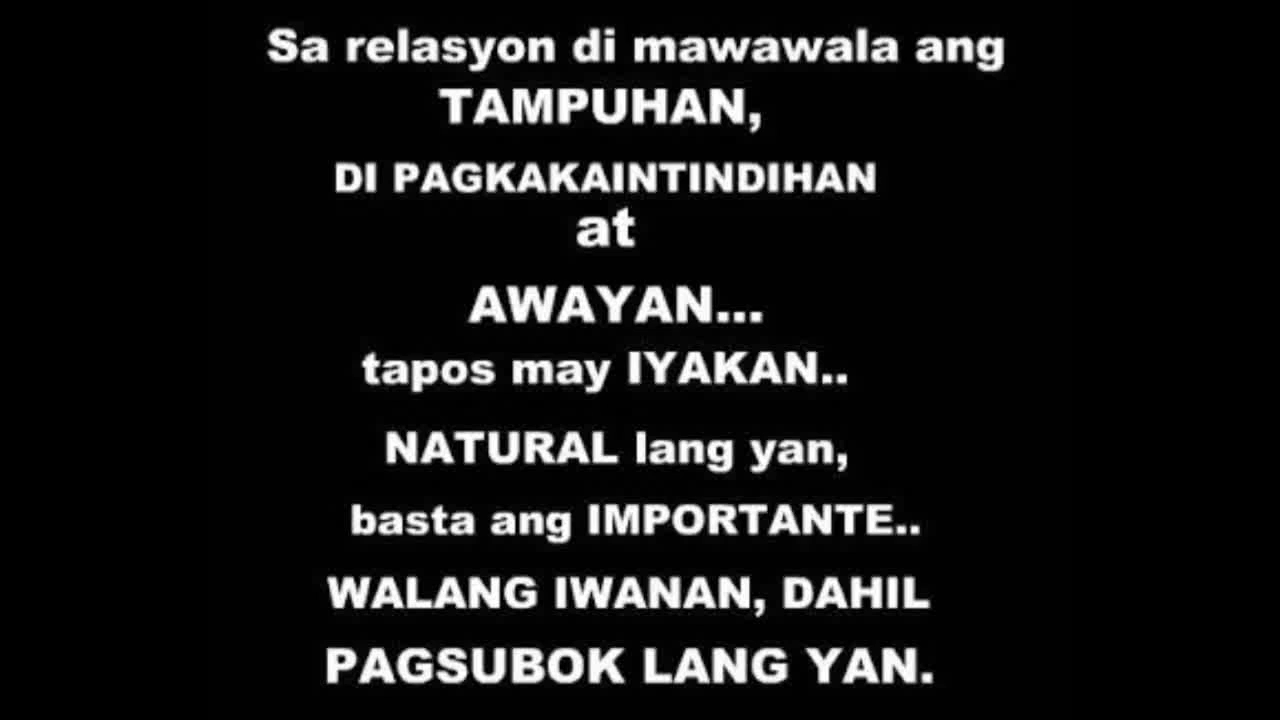 Sa relasyon di mawawala ang
TAMPUHAN,
DI PAGKAKAINTINDIHAN
at
AWAYAN...
tapos may IYAKAN..
NATURAL lang yan,
basta ang IMPORTANTE..
WALANG IWANAN, DAHIL
PAGSUBOK LANG YAN.